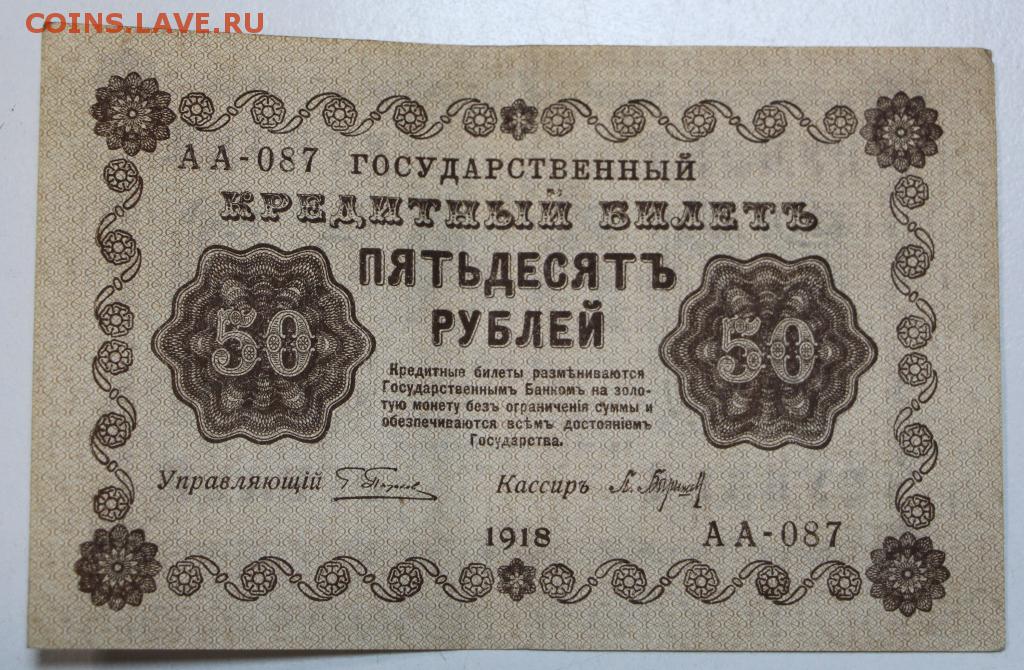 COINS.LAVE.RU
АА-087 ГОСУДАРСТВЕННЫЙ
КРЕДИТНЫЙ БИЛЕТЪ
ПЯТЬДЕСЯТЪ
РУБЛЕЙ
50
50
Кредитные билеты размѣниваются
Государственнымъ Банкомъ на золо-
тую монету безъ ограниченія суммы и
обезпечиваются всѣмъ достояніемъ
Государства.
Управляющій
Кассиръ
1918
АА-087